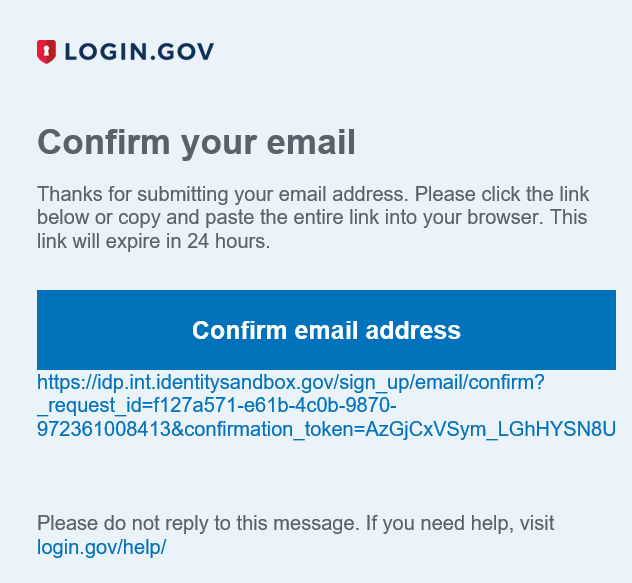 LOGIN.GOV
Confirm your email
Thanks for submitting your email address. Please click the link
below or copy and paste the entire link into your browser. This
link will expire in 24 hours.
Confirm email address
https://idp.int.identitysandbox.gov/sign_up/email/confirm?
_request_id=f127a571-e61b-4c0b-9870-
972361008413&confirmation_token=AzGjCxVSym_LGhHYSN8U
Please do not reply to this message. If you need help, visit
login.gov/help/